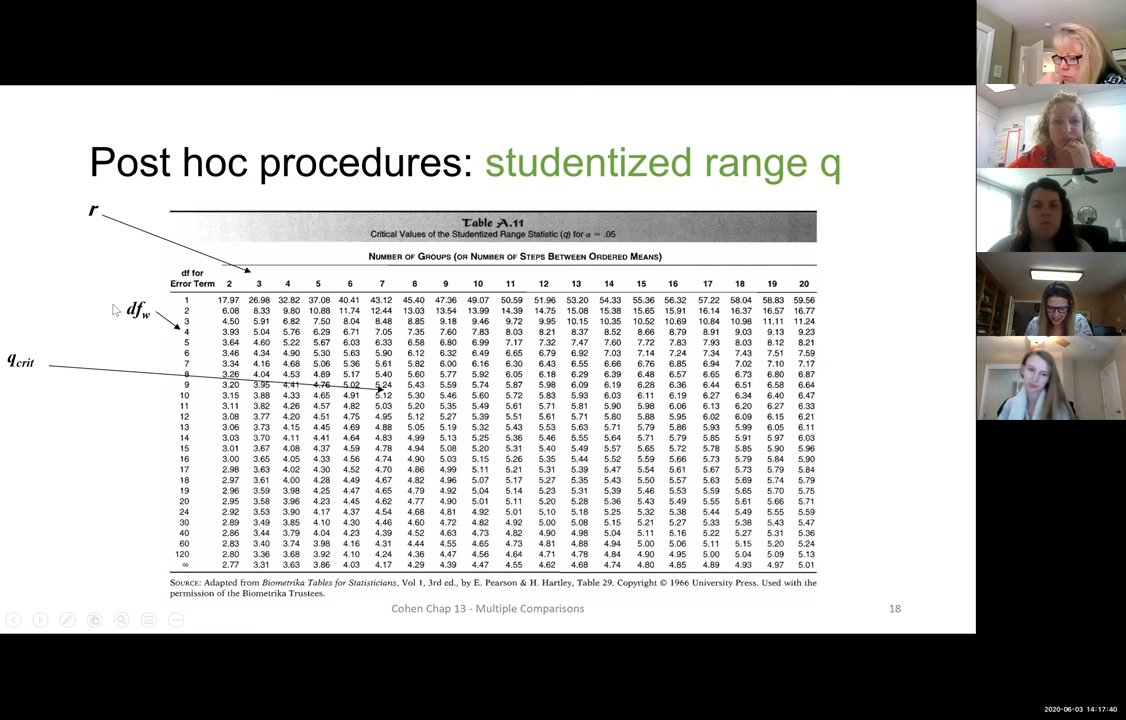 Post hoc procedures: studentized range q
r
Table A.11
Critical Values of the Studentized Range Statistic (q) for α = .05
NUMBER OF GROUPS (OR NUMBER OF STEPS BETWEEN ORDERED MEANS)
df for
Error Term 2 3 4 5 6 7 8 9 10 11 12 13 14 15 16 17 18 19 20
1 17.97 26.98 32.82 37.08 40.41 43.12 45.40 47.36 49.07 50.59 51.96 53.20 54.33 55.36 56.32 57.22 58.04 58.83 59.56
2 6.08 8.33 9.80 10.88 11.74 12.44 13.03 13.54 13.99 14.39 14.75 15.08 15.38 15.65 15.91 16.14 16.37 16.57 16.77
dfw
3 4.50 5.91 6.82 7.50 8.04 8.48 8.85 9.18 9.46 9.72 9.95 10.15 10.35 10.52 10.69 10.84 10.98 11.11 11.24
4 3.93 5.04 5.76 6.29 6.71 7.05 7.35 7.60 7.83 8.03 8.21 8.37 8.52 8.66 8.79 8.91 9.03 9.13 9.23
5 3.64 4.60 5.22 5.67 6.03 6.33 6.58 6.80 6.99 7.17 7.32 7.47 7.60 7.72 7.83 7.93 8.03 8.12 8.21
6 3.46 4.34 4.90 5.30 5.63 5.90 6.12 6.32 6.49 6.65 6.79 6.92 7.03 7.14 7.24 7.34 7.43 7.51 7.59
qcrit
7 3.34 4.16 4.68 5.06 5.36 5.61 5.82 6.00 6.16 6.30 6.43 6.55 6.66 6.76 6.85 6.94 7.02 7.10 7.17
8 3.26 4.04 4.53 4.89 5.17 5.40 5.60 5.77 5.92 6.05 6.18 6.29 6.39 6.48 6.57 6.65 6.73 6.80 6.87
9 3.20 3.95 4.41 4.76 5.02 5.24 5.43 5.59 5.74 5.87 5.98 6.09 6.19 6.28 6.36 6.44 6.51 6.58 6.64
10 3.15 3.88 4.33 4.65 4.91 5.12 5.30 5.46 5.60 5.72 5.83 5.93 6.03 6.11 6.19 6.27 6.34 6.40 6.47
11 3.11 3.82 4.26 4.57 4.82 5.03 5.20 5.35 5.49 5.61 5.71 5.81 5.90 5.98 6.06 6.13 6.20 6.27 6.33
12 3.08 3.77 4.20 4.51 4.75 4.95 5.12 5.27 5.39 5.51 5.61 5.71 5.80 5.88 5.95 6.02 6.09 6.15 6.21
13 3.06 3.73 4.15 4.45 4.69 4.88 5.05 5.19 5.32 5.43 5.53 5.63 5.71 5.79 5.86 5.93 5.99 6.05 6.11
14 3.03 3.70 4.11 4.41 4.64 4.83 4.99 5.13 5.25 5.36 5.46 5.55 5.64 5.71 5.79 5.85 5.91 5.97 6.03
15 3.01 3.67 4.08 4.37 4.59 4.78 4.94 5.08 5.20 5.31 5.40 5.49 5.57 5.65 5.72 5.78 5.85 5.90 5.96
16 3.00 3.65 4.05 4.33 4.56 4.74 4.90 5.03 5.15 5.26 5.35 5.44 5.52 5.59 5.66 5.73 5.79 5.84 5.90
17 2.98 3.63 4.02 4.30 4.52 4.70 4.86 4.99 5.11 5.21 5.31 5.39 5.47 5.54 5.61 5.67 5.73 5.79 5.84
18 2.97 3.61 4.00 4.28 4.49 4.67 4.82 4.96 5.07 5.17 5.27 5.35 5.43 5.50 5.57 5.63 5.69 5.74 5.79
19 2.96 3.59 3.98 4.25 4.47 4.65 4.79 4.92 5.04 5.14 5.23 5.31 5.39 5.46 5.53 5.59 5.65 5.70 5.75
20 2.95 3.58 3.96 4.23 4.45 4.62 4.77 4.90 5.01 5.11 5.20 5.28 5.36 5.43 5.49 5.55 5.61 5.66 5.71
24 2.92 3.53 3.90 4.17 4.37 4.54 4.68 4.81 4.92 5.01 5.10 5.18 5.25 5.32 5.38 5.44 5.49 5.55 5.59
30 2.89 3.49 3.85 4.10 4.30 4.46 4.60 4.72 4.82 4.92 5.00 5.08 5.15 5.21 5.27 5.33 5.38 5.43 5.47
40 2.86 3.44 3.79 4.04 4.23 4.39 4.52 4.63 4.73 4.82 4.90 4.98 5.04 5.11 5.16 5.22 5.27 5.31 5.36
60 2.83 3.40 3.74 3.98 4.16 4.31 4.44 4.55 4.65 4.73 4.81 4.88 4.94 5.00 5.06 5.11 5.15 5.20 5.24
120 2.80 3.36 3.68 3.92 4.10 4.24 4.36 4.47 4.56 4.64 4.71 4.78 4.84 4.90 4.95 5.00 5.04 5.09 5.13
∞ 2.77 3.31 3.63 3.86 4.03 4.17 4.29 4.39 4.47 4.55 4.62 4.68 4.74 4.80 4.85 4.89 4.93 4.97 5.01
SOURCE: Adapted from Biometrika Tables for Statisticians, Vol 1, 3rd ed., by E. Pearson & H. Hartley, Table 29. Copyright © 1966 University Press. Used with the
permission of the Biometrika Trustees.
Cohen Chap 13 - Multiple Comparisons
18
2020-06-03 14:17:40